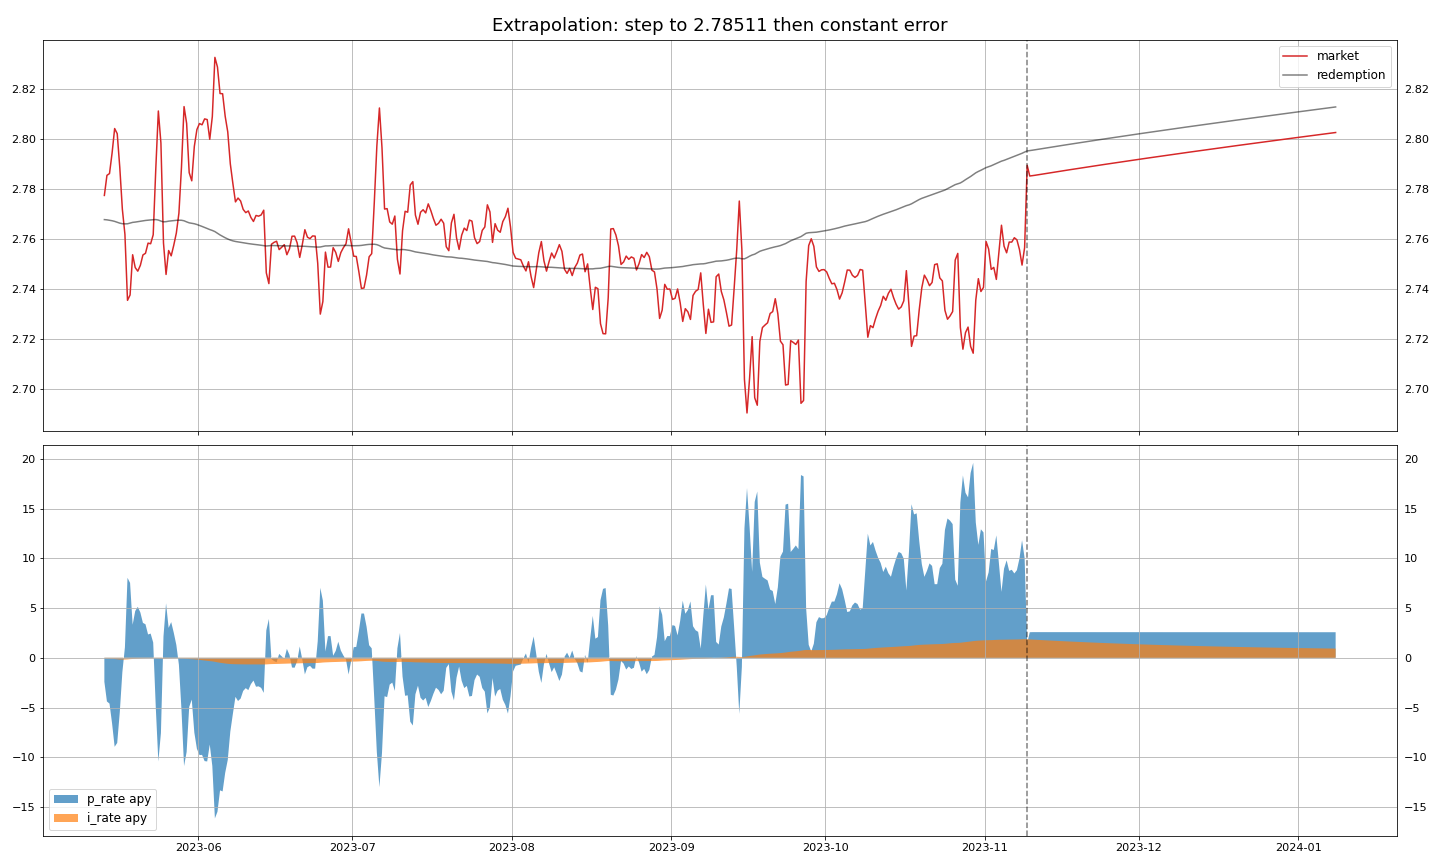 Extrapolation: step to 2.78511 then constant error
market
redemption
2.82 2.82
2.80 2.80
2.78 2.78
2.76 2.76
2.74 2.74
2.72 2.72
2.70 2.70
20 20
15 15
10 10
5 5
0 0
−5 −5
−10 −10
−15 −15
p_rate apy
i_rate apy
2023-06 2023-07 2023-08 2023-09 2023-10 2023-11 2023-12 2024-01